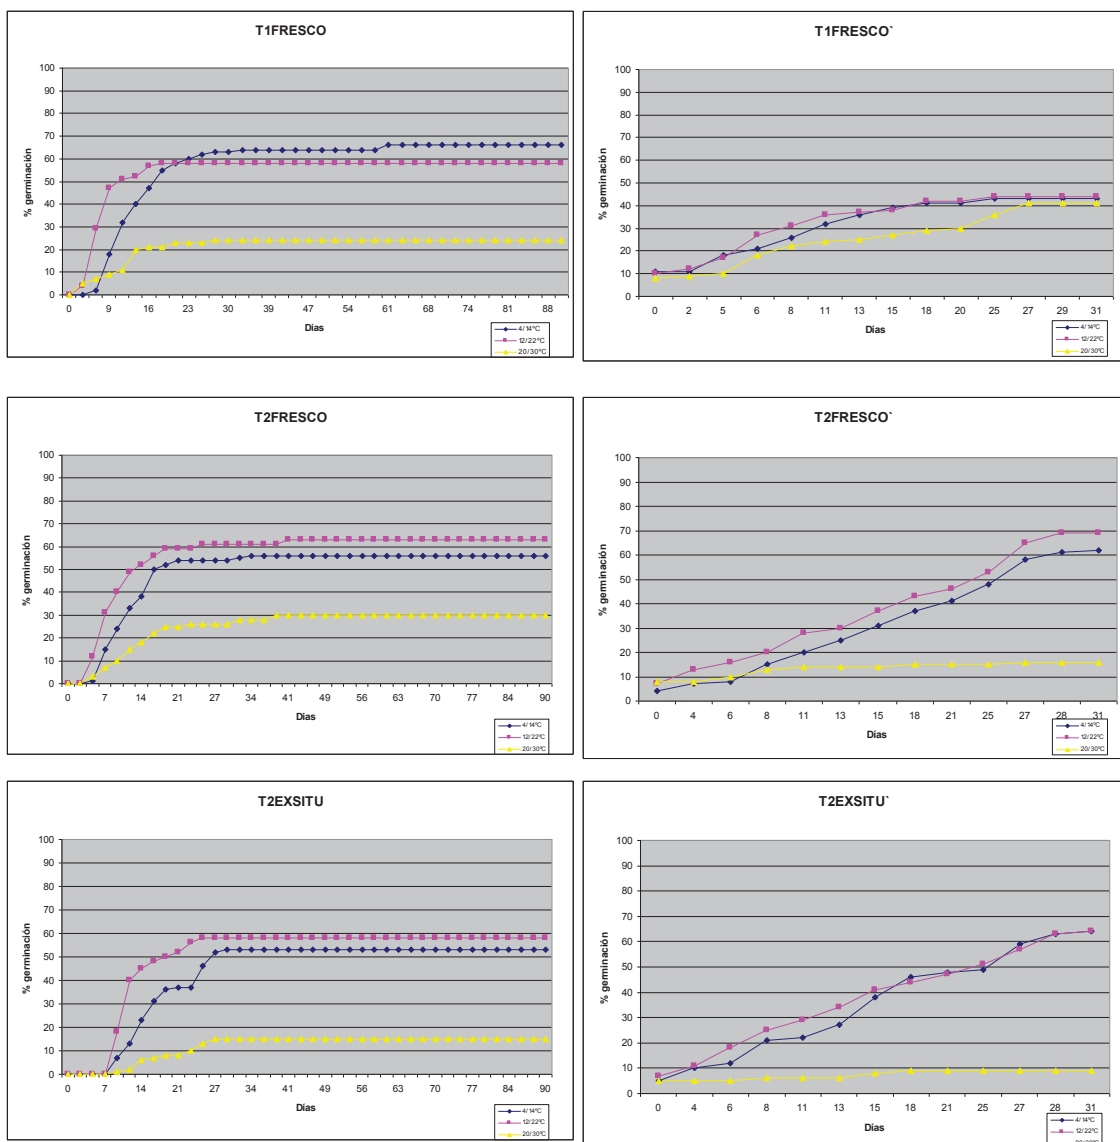 T1FRESCO
100
90
80
70
60
50
40
30
20
10
0
% germinación
0 9 16 23 30 39 47 54 61 68 74 81 88
Días
4/14ºC
12/22ºC
20/30ºC
T1FRESCO`
100
90
80
70
60
50
40
30
20
10
0
% germinación
0 2 5 6 8 11 13 15 18 20 25 27 29 31
Días
4/14ºC
12/22ºC
20/30ºC
T2FRESCO
100
90
80
70
60
50
40
30
20
10
0
% germinación
0 7 14 21 27 34 41 49 56 63 70 77 84 90
Días
4/14ºC
12/22ºC
20/30ºC
T2FRESCO`
100
90
80
70
60
50
40
30
20
10
0
% germinación
0 4 6 8 11 13 15 18 21 25 27 28 31
Días
4/14ºC
12/22ºC
20/30ºC
T2EXSITU
100
90
80
70
60
50
40
30
20
10
0
% germinación
0 7 14 21 27 34 41 49 56 63 70 77 84 90
Días
4/14ºC
12/22ºC
20/30ºC
T2EXSITU`
100
90
80
70
60
50
40
30
20
10
0
% germinación
0 4 6 8 11 13 15 18 21 25 27 28 31
Días
4/14ºC
12/22ºC